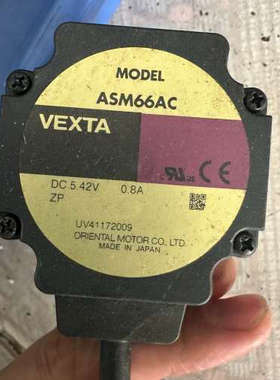 MODEL
ASM66AC
VEXTA
DC 5.42V 0.8A
ZP
UV41172009
ORIENTAL MOTOR CO., LTD.
MADE IN JAPAN